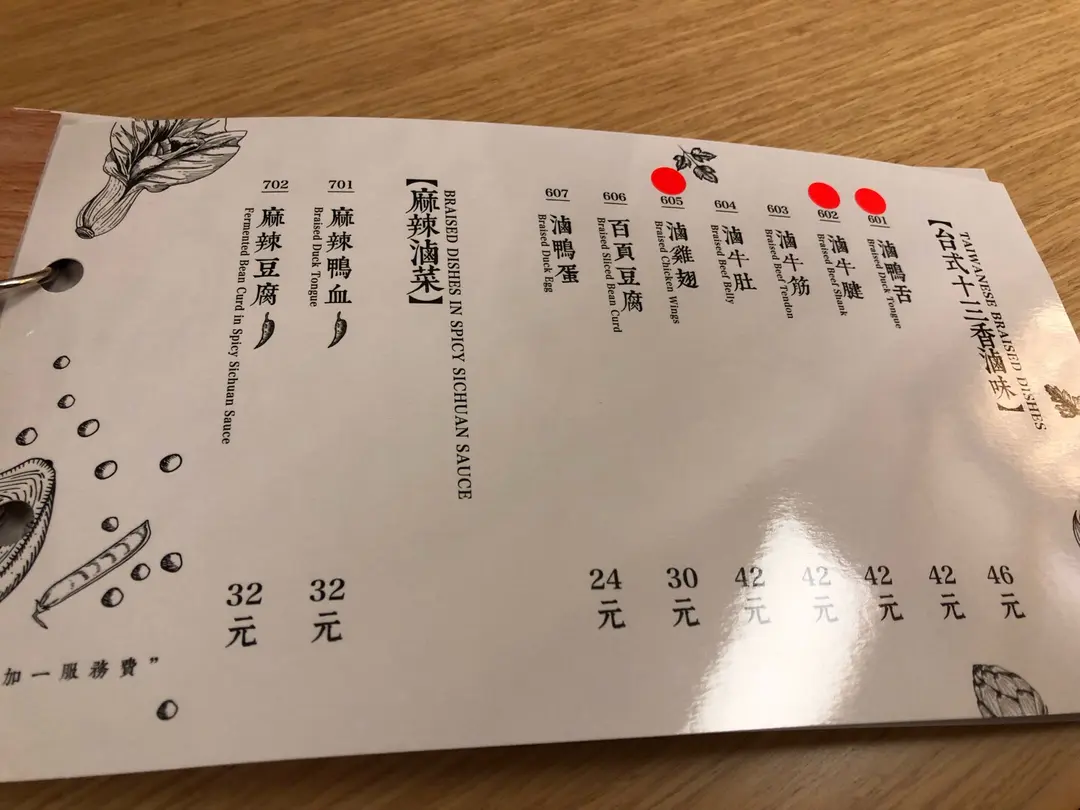 【台式十三香滷味】
TAIWANESE BRAISED DISHES
601
滷鴨舌
Braised Duck Tongue
46元
602
滷牛腱
Braised Beef Shank
42元
603
滷牛筋
Braised Beef Tendon
42元
604
滷牛肚
Braised Beef Belly
42元
605
滷雞翅
Braised Chicken Wings
42元
606
百頁豆腐
Braised Sliced Bean Curd
30元
607
滷鴨蛋
Braised Duck Egg
24元
BRAISED DISHES IN SPICY SICHUAN SAUCE
【麻辣滷菜】
701
麻辣鴨血
Braised Duck Tongue
32元
702
麻辣豆腐
Fermented Bean Curd in Spicy Sichuan Sauce
32元
加一服務費”